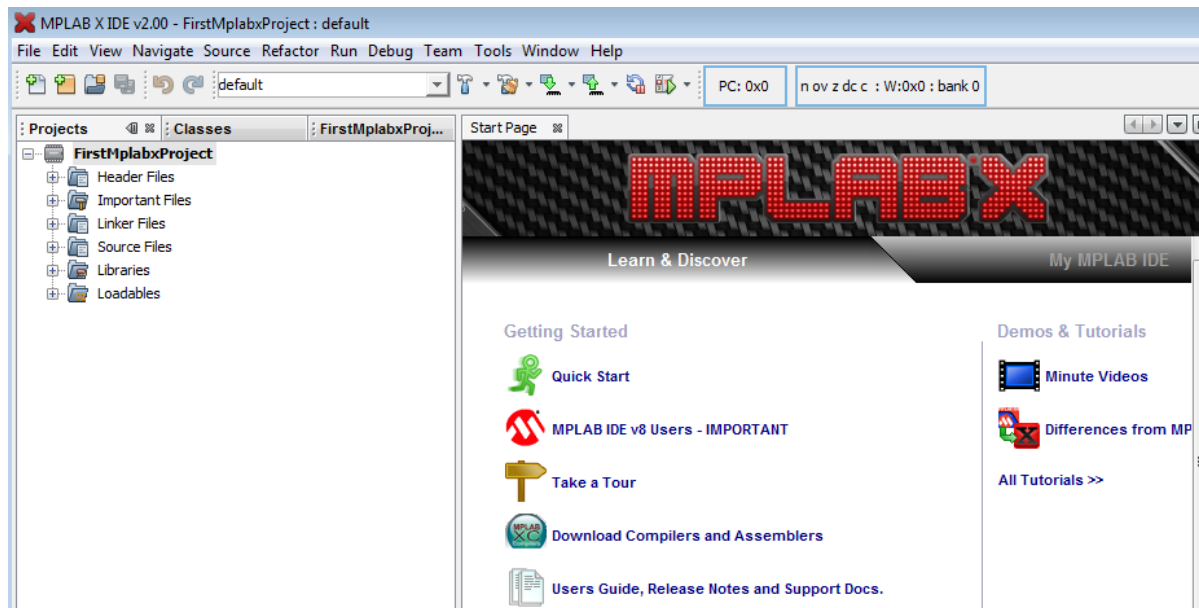 MPLAB X IDE v2.00 - FirstMplabxProject : default
File Edit View Navigate Source Refactor Run Debug Team Tools Window Help
default
PC: 0x0
n ov z dc c : W:0x0 : bank 0
Projects
Classes
FirstMplabxProj...
Start Page
FirstMplabxProject
Header Files
Important Files
Linker Files
Source Files
Libraries
Loadables
MPLAB X
Learn & Discover
My MPLAB IDE
Getting Started
Quick Start
MPLAB IDE v8 Users - IMPORTANT
Take a Tour
MPLAB
XC
Download Compilers and Assemblers
Users Guide, Release Notes and Support Docs.
Demos & Tutorials
Minute Videos
Differences from MP
All Tutorials >>